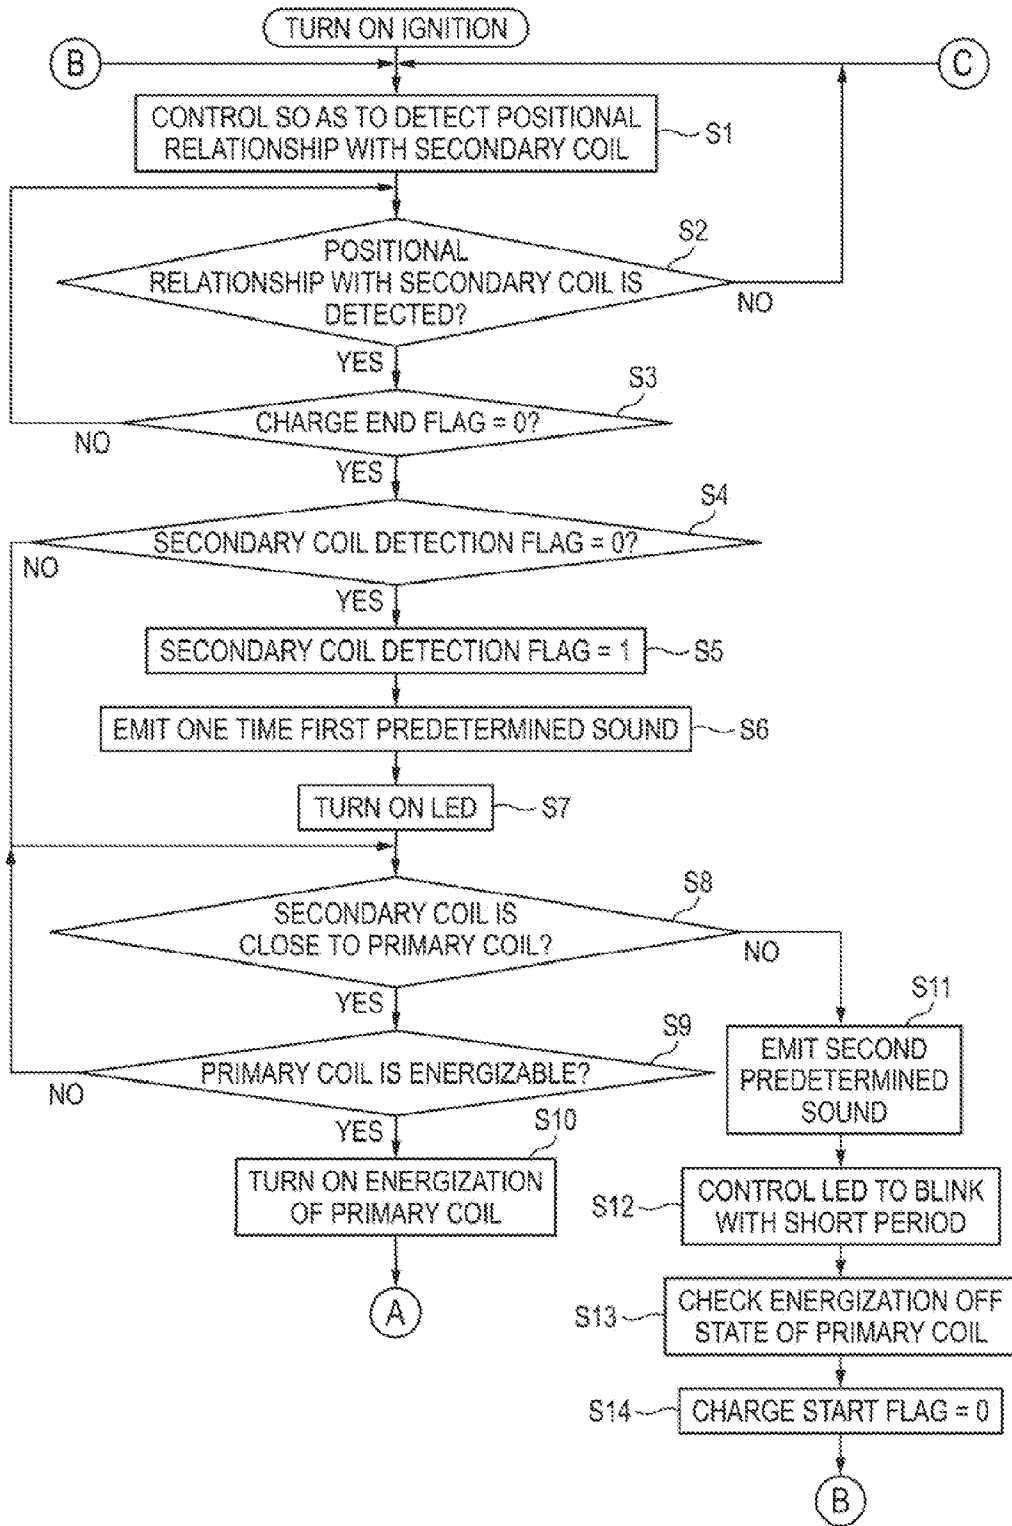 TURN ON IGNITION
B
C
CONTROL SO AS TO DETECT POSITIONAL
RELATIONSHIP WITH SECONDARY COIL
S1
POSITIONAL
RELATIONSHIP WITH SECONDARY COIL IS
DETECTED?
S2
NO
YES
CHARGE END FLAG = 0?
S3
NO
YES
SECONDARY COIL DETECTION FLAG = 0?
S4
NO
YES
SECONDARY COIL DETECTION FLAG = 1
S5
EMIT ONE TIME FIRST PREDETERMINED SOUND
S6
TURN ON LED
S7
SECONDARY COIL IS
CLOSE TO PRIMARY COIL?
S8
NO
YES
PRIMARY COIL IS ENERGIZABLE?
S9
NO
YES
TURN ON ENERGIZATION
OF PRIMARY COIL
S10
A
S11
EMIT SECOND
PREDETERMINED
SOUND
S12
CONTROL LED TO BLINK
WITH SHORT PERIOD
S13
CHECK ENERGIZATION OFF
STATE OF PRIMARY COIL
S14
CHARGE START FLAG = 0
B